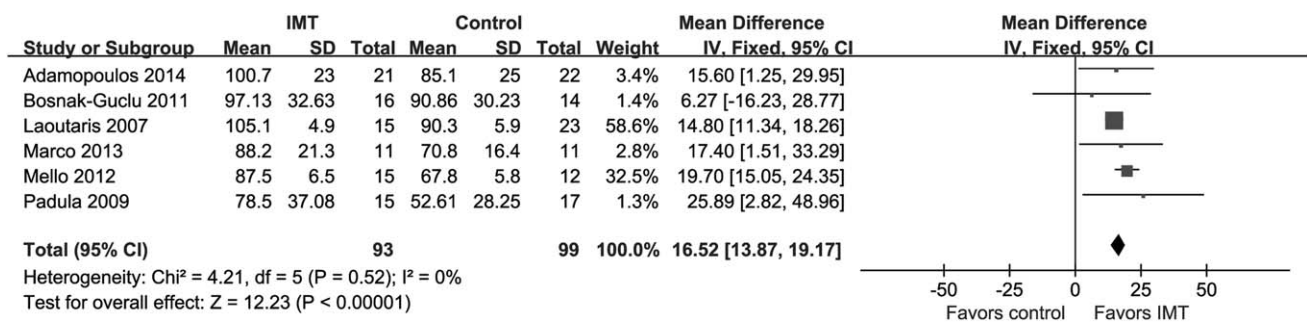 IMT Control Mean Difference Mean Difference
Study or Subgroup Mean SD Total Mean SD Total Weight IV, Fixed, 95% CI IV, Fixed, 95% CI
Adamopoulos 2014 100.7 23 21 85.1 25 22 3.4% 15.60 [1.25, 29.95]
Bosnak-Guclu 2011 97.13 32.63 16 90.86 30.23 14 1.4% 6.27 [-16.23, 28.77]
Laoutaris 2007 105.1 4.9 15 90.3 5.9 23 58.6% 14.80 [11.34, 18.26]
Marco 2013 88.2 21.3 11 70.8 16.4 11 2.8% 17.40 [1.51, 33.29]
Mello 2012 87.5 6.5 15 67.8 5.8 12 32.5% 19.70 [15.05, 24.35]
Padula 2009 78.5 37.08 15 52.61 28.25 17 1.3% 25.89 [2.82, 48.96]
Total (95% CI) 93 99 100.0% 16.52 [13.87, 19.17]
Heterogeneity: Chi² = 4.21, df = 5 (P = 0.52); I² = 0%
Test for overall effect: Z = 12.23 (P < 0.00001)
-50 -25 0 25 50
Favors control Favors IMT